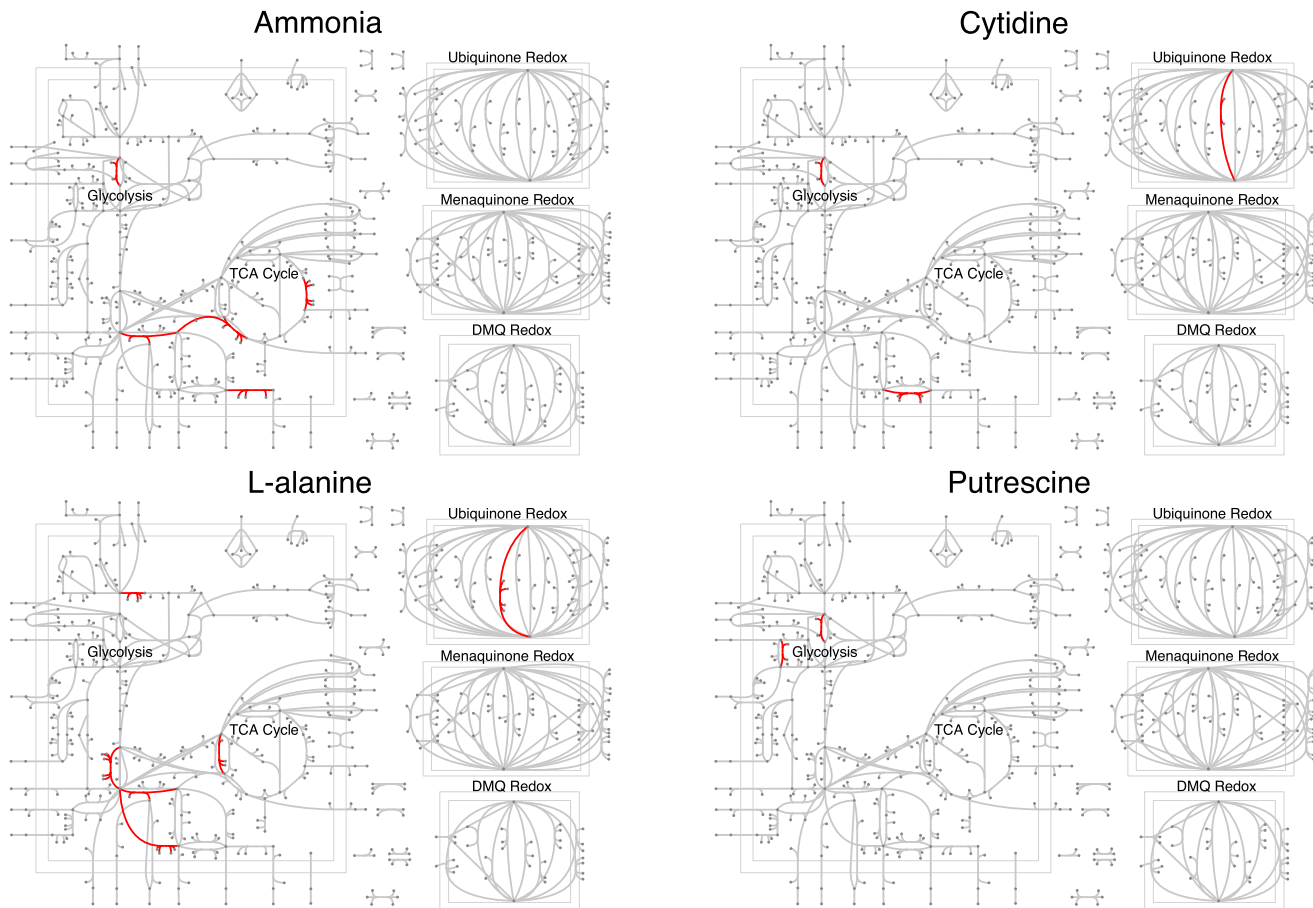 Ammonia
Ubiquinone Redox
Glycolysis
Menaquinone Redox
TCA Cycle
DMQ Redox
Cytidine
Ubiquinone Redox
Glycolysis
Menaquinone Redox
TCA Cycle
DMQ Redox
L-alanine
Ubiquinone Redox
Glycolysis
Menaquinone Redox
TCA Cycle
DMQ Redox
Putrescine
Ubiquinone Redox
Glycolysis
Menaquinone Redox
TCA Cycle
DMQ Redox